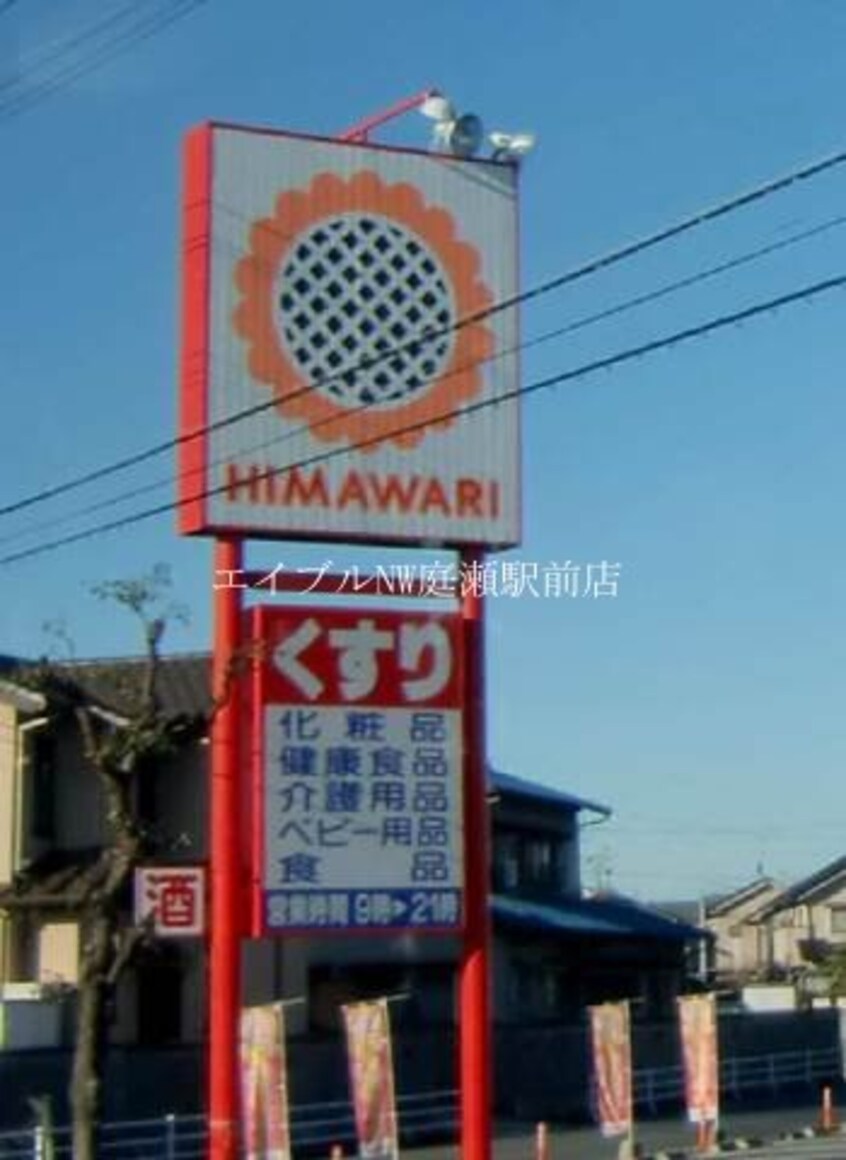 HIMAWARI
エイブルNW庭瀬駅前店
くすり
化粧品
健康食品
介護用品
ベビー用品
食品
酒
営業時間 9時▶21時